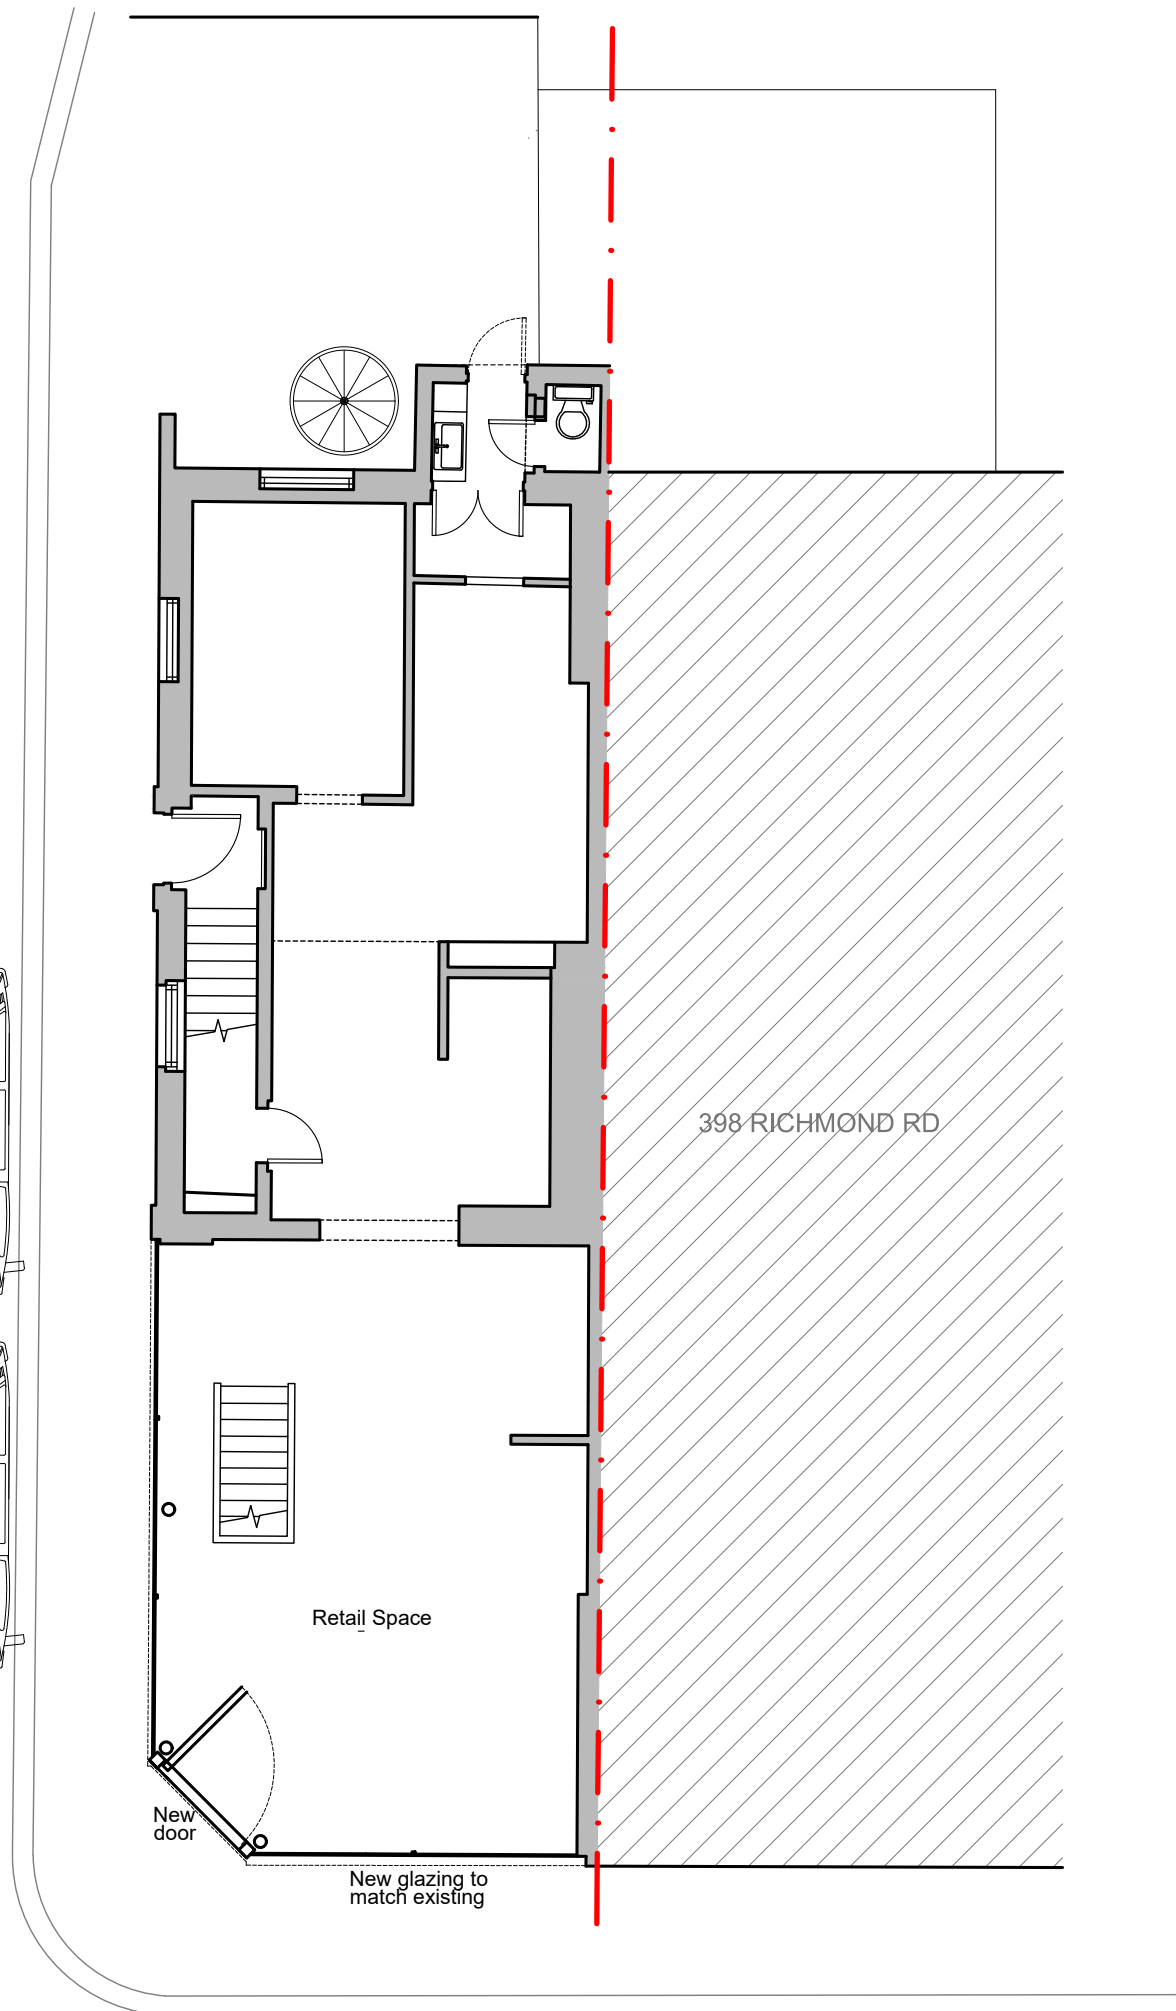 398 RICHMOND RD
Retail Space
New
door
New glazing to
match existing